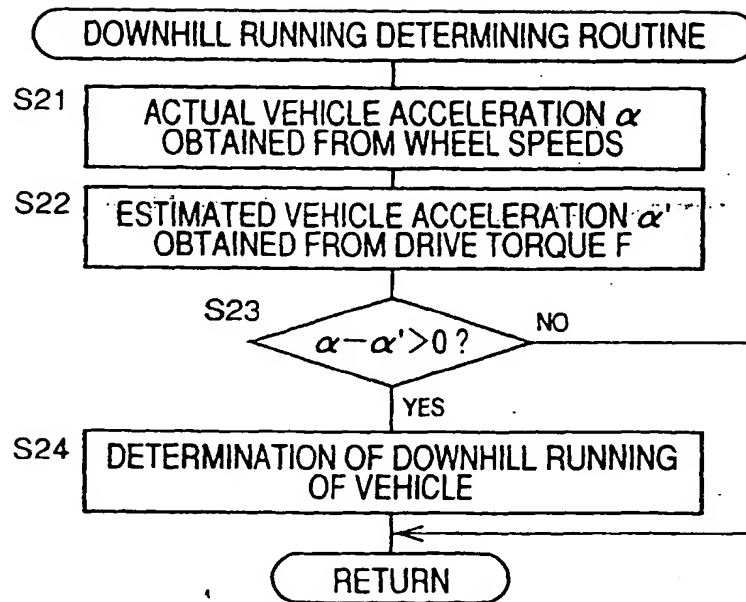 DOWNHILL RUNNING DETERMINING ROUTINE
S21
ACTUAL VEHICLE ACCELERATION α
OBTAINED FROM WHEEL SPEEDS
S22
ESTIMATED VEHICLE ACCELERATION α'
OBTAINED FROM DRIVE TORQUE F
S23
α-α'>0?
NO
YES
S24
DETERMINATION OF DOWNHILL RUNNING
OF VEHICLE
RETURN